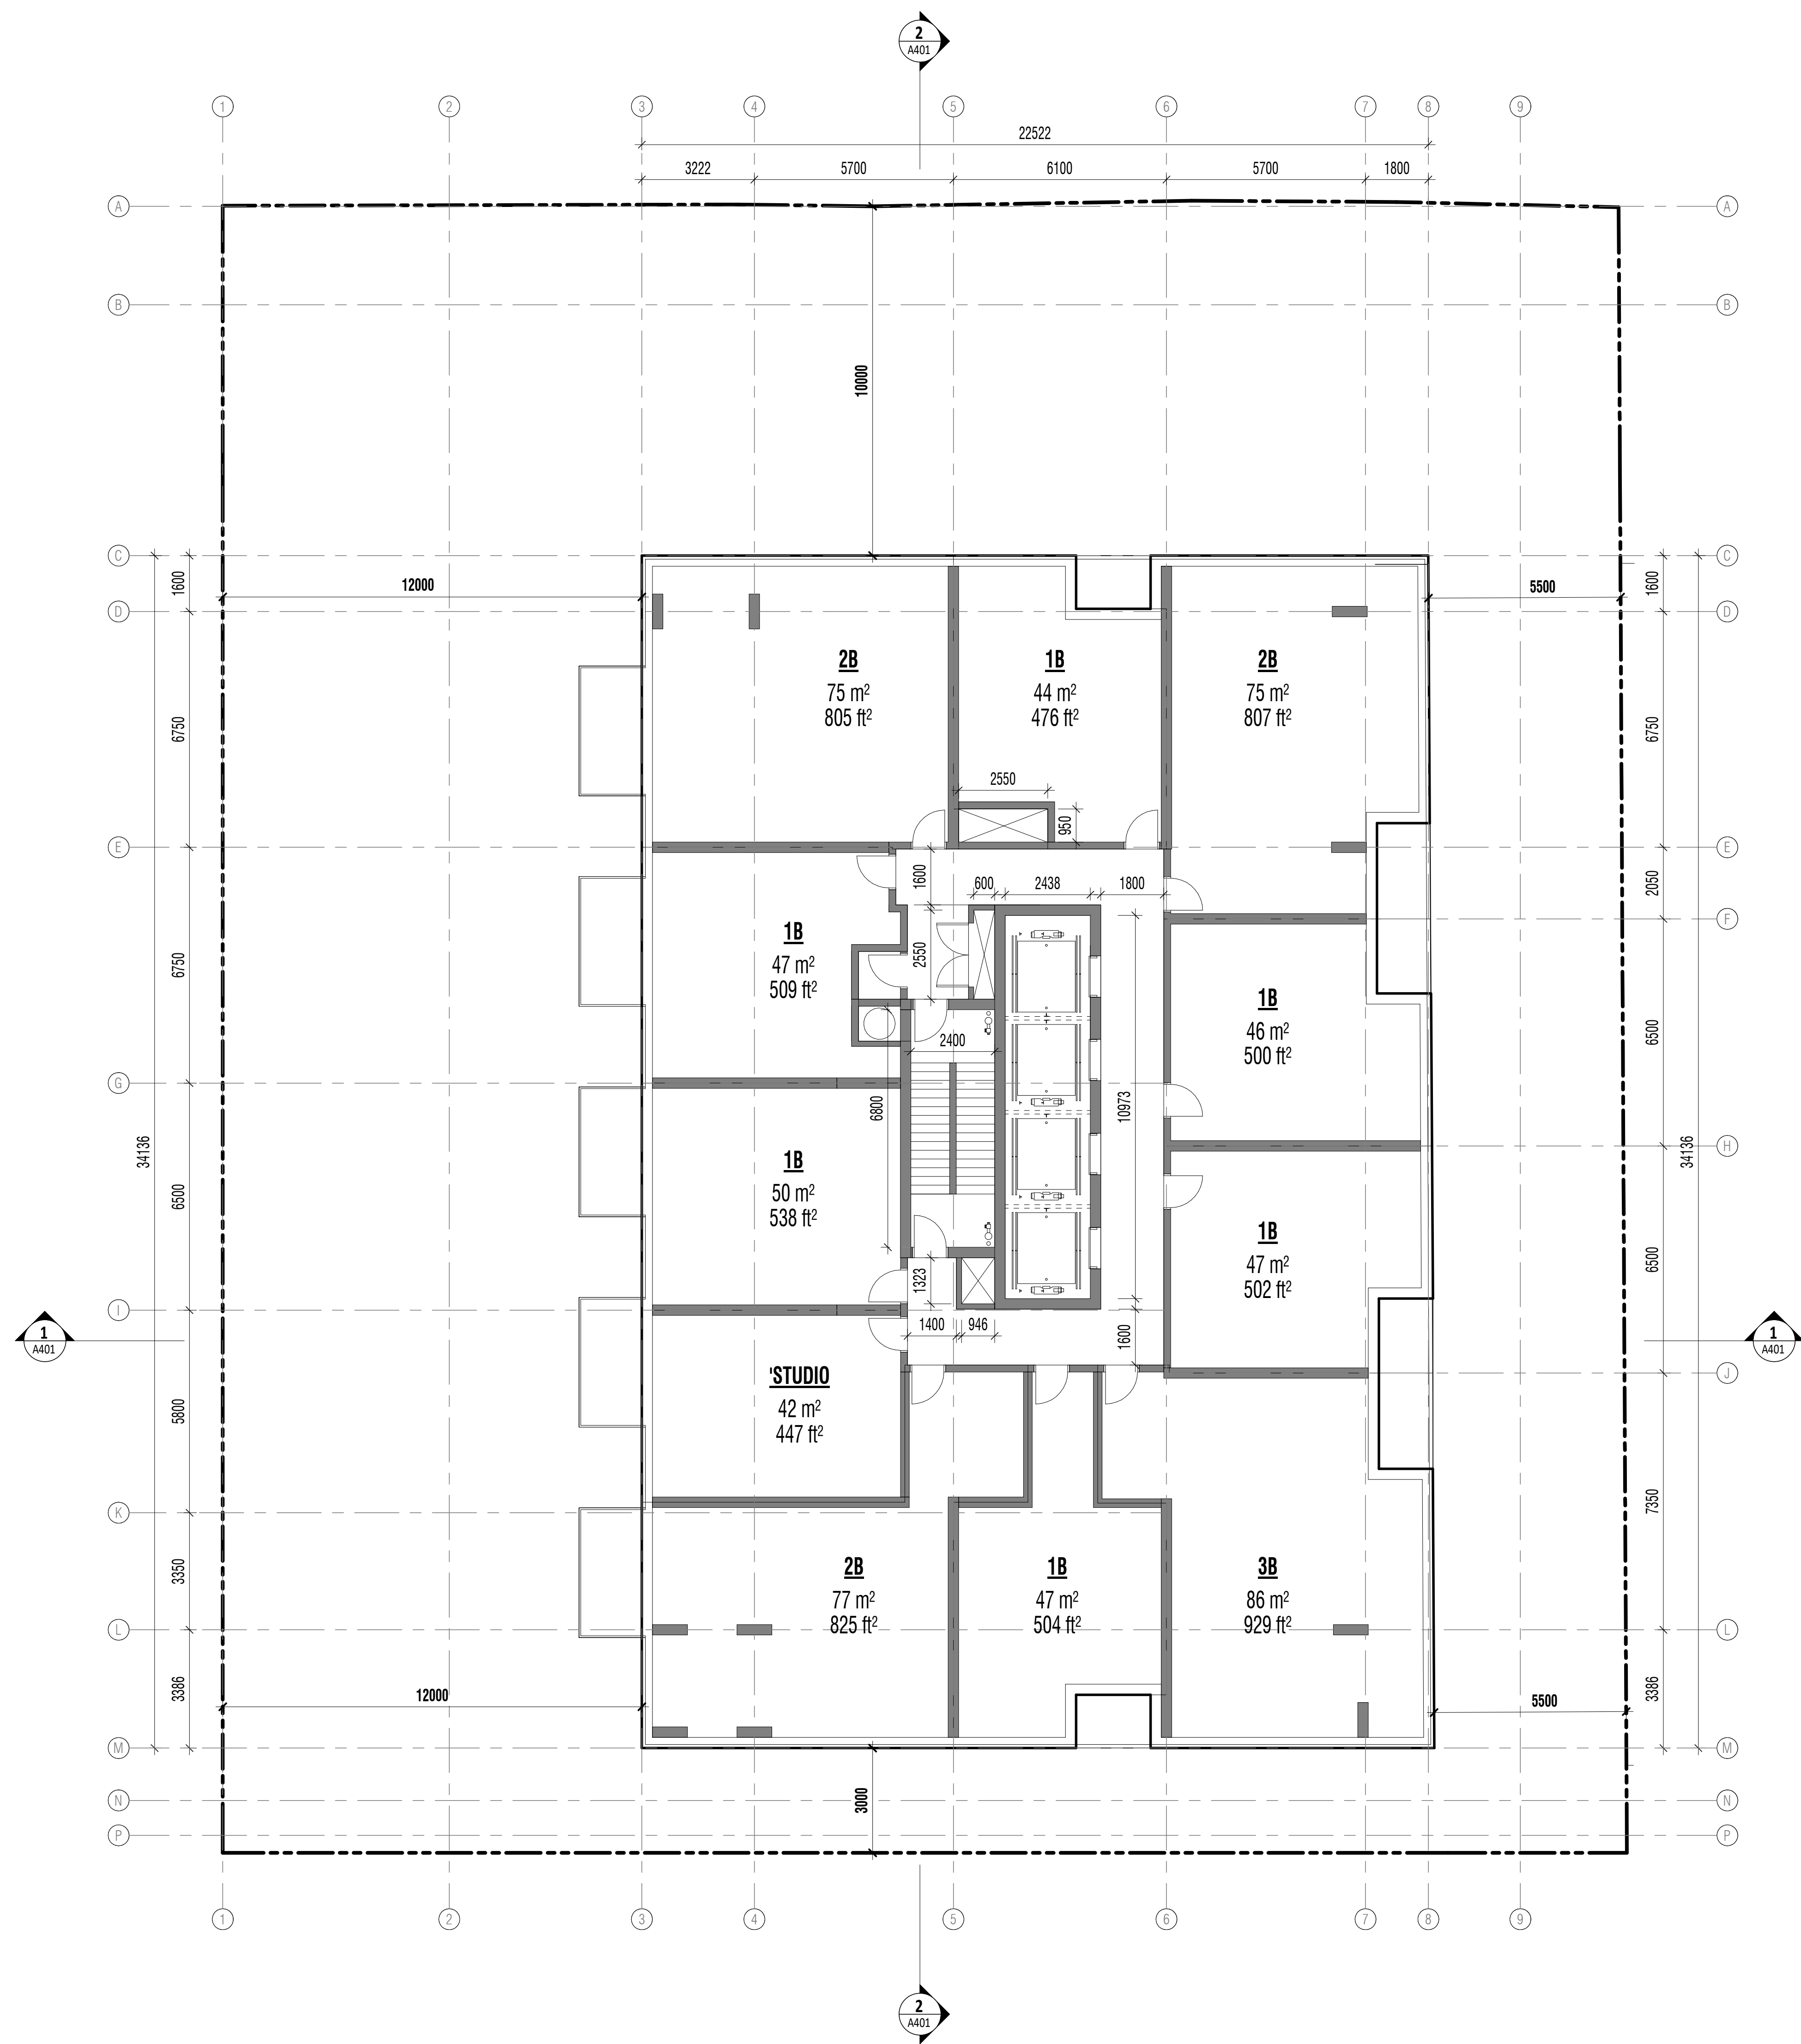 2
A401
1
2
3
4
5
6
7
8
9
22522
3222
5700
6100
5700
1800
A
A
B
B
10000
C
C
12000
5500
1600
1600
D
D
2B
75 m²
805 ft²
1B
44 m²
476 ft²
2B
75 m²
807 ft²
6750
6750
2550
950
E
E
1600
600
2438
1800
2050
F
F
1B
47 m²
509 ft²
6750
2550
1B
46 m²
500 ft²
6500
2400
G
6800
10973
34136
34136
H
1B
50 m²
538 ft²
6500
1B
47 m²
502 ft²
6500
1323
I
1
A401
1
A401
1400
946
1600
J
'STUDIO
42 m²
447 ft²
5800
K
7350
3350
2B
77 m²
825 ft²
1B
47 m²
504 ft²
3B
86 m²
929 ft²
L
L
3386
3386
12000
5500
M
M
3000
N
N
P
P
1
2
3
4
5
6
7
8
9
2
A401